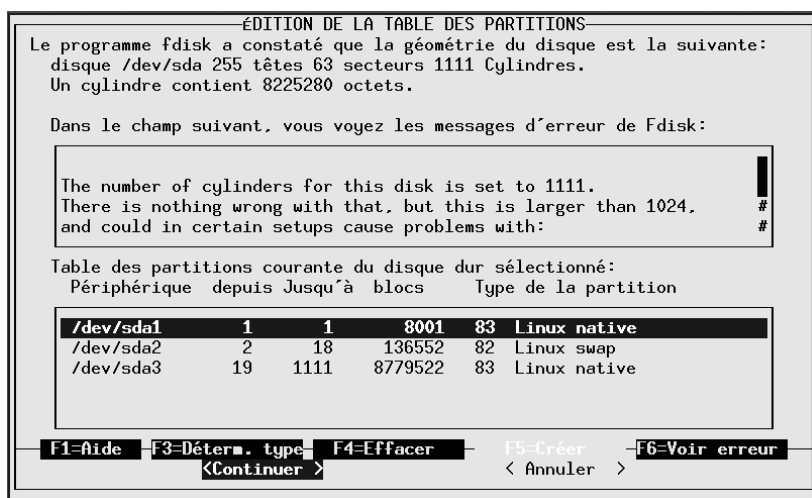 ÉDITION DE LA TABLE DES PARTITIONS
Le programme fdisk a constaté que la géométrie du disque est la suivante:
disque /dev/sda 255 têtes 63 secteurs 1111 Cylindres.
Un cylindre contient 8225280 octets.
Dans le champ suivant, vous voyez les messages d´erreur de Fdisk:
The number of cylinders for this disk is set to 1111.
There is nothing wrong with that, but this is larger than 1024, #
and could in certain setups cause problems with: #
Table des partitions courante du disque dur sélectionné:
Périphérique depuis Jusqu´à blocs Type de la partition
/dev/sda1 1 1 8001 83 Linux native
/dev/sda2 2 18 136552 82 Linux swap
/dev/sda3 19 1111 8779522 83 Linux native
F1=Aide F3=Déterm. type F4=Effacer F5=Créer F6=Voir erreur
<Continuer > < Annuler >